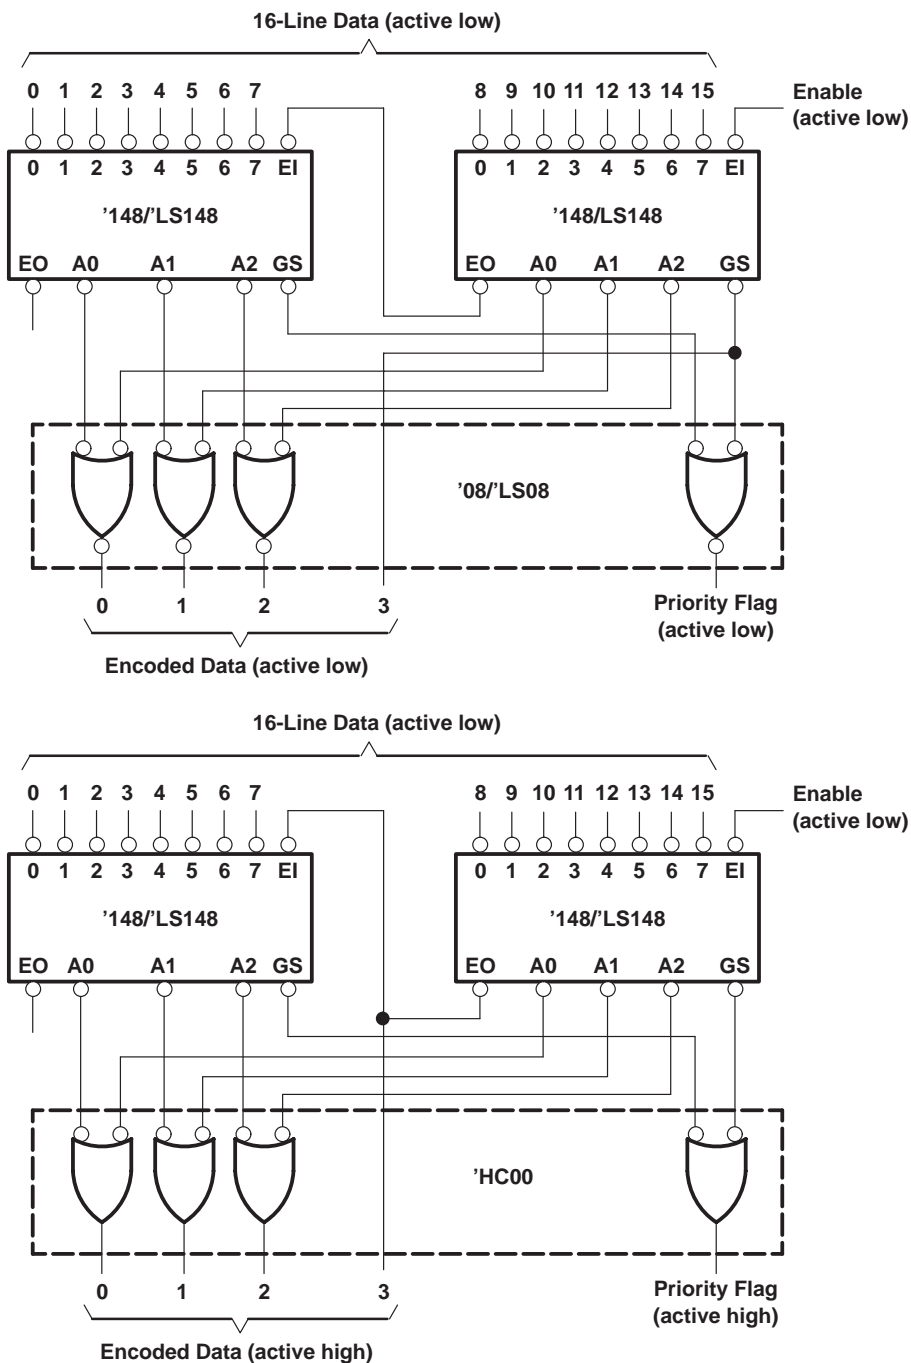 16-Line Data (active low)
0 1 2 3 4 5 6 7
8 9 10 11 12 13 14 15
Enable
(active low)
0 1 2 3 4 5 6 7 EI
0 1 2 3 4 5 6 7 EI
’148/’LS148
’148/LS148
EO A0 A1 A2 GS
EO A0 A1 A2 GS
’08/’LS08
0 1 2 3
Priority Flag
(active low)
Encoded Data (active low)
16-Line Data (active low)
0 1 2 3 4 5 6 7
8 9 10 11 12 13 14 15
Enable
(active low)
0 1 2 3 4 5 6 7 EI
0 1 2 3 4 5 6 7 EI
’148/’LS148
’148/’LS148
EO A0 A1 A2 GS
EO A0 A1 A2 GS
’HC00
0 1 2 3
Priority Flag
(active high)
Encoded Data (active high)